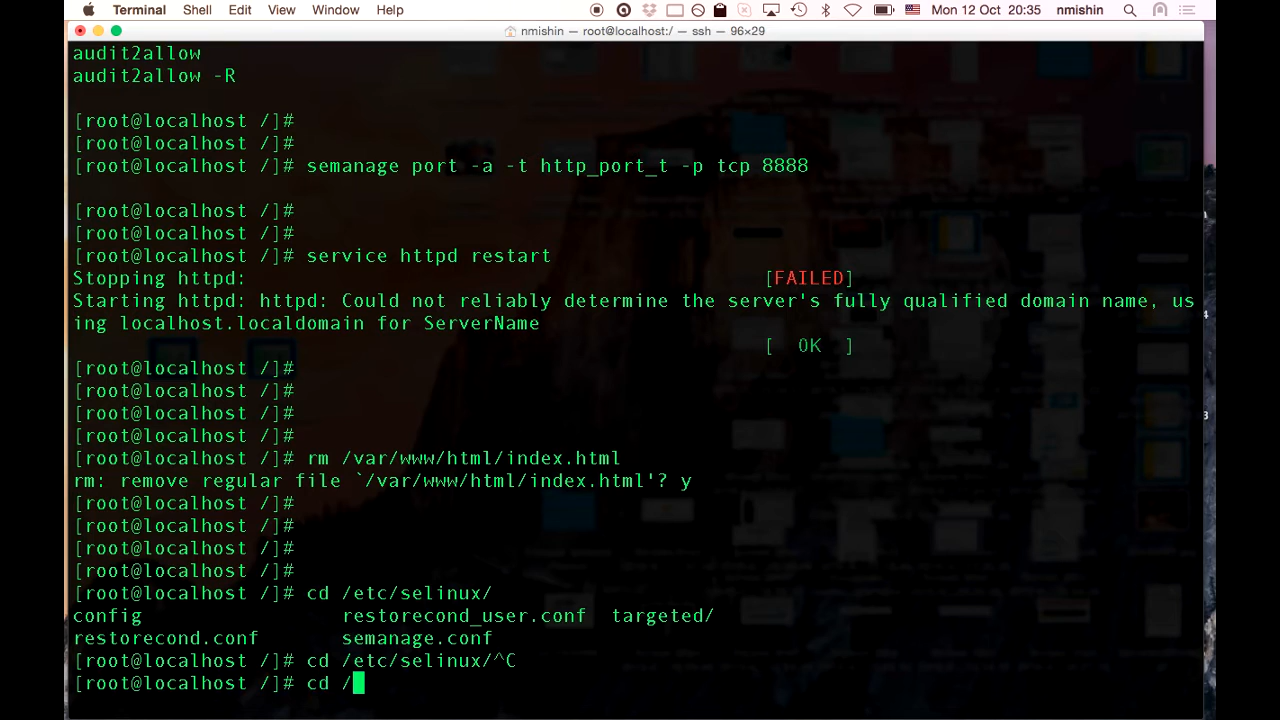 Terminal Shell Edit View Window Help Mon 12 Oct 20:35 nmishin
nmishin — root@localhost:/ — ssh — 96×29
audit2allow
audit2allow -R
[root@localhost /]#
[root@localhost /]#
[root@localhost /]# semanage port -a -t http_port_t -p tcp 8888
[root@localhost /]#
[root@localhost /]#
[root@localhost /]# service httpd restart
Stopping httpd: [FAILED]
Starting httpd: httpd: Could not reliably determine the server's fully qualified domain name, us
ing localhost.localdomain for ServerName
[ OK ]
[root@localhost /]#
[root@localhost /]#
[root@localhost /]#
[root@localhost /]#
[root@localhost /]# rm /var/www/html/index.html
rm: remove regular file `/var/www/html/index.html'? y
[root@localhost /]#
[root@localhost /]#
[root@localhost /]#
[root@localhost /]#
[root@localhost /]# cd /etc/selinux/
config restorecond_user.conf targeted/
restorecond.conf semanage.conf
[root@localhost /]# cd /etc/selinux/^C
[root@localhost /]# cd /